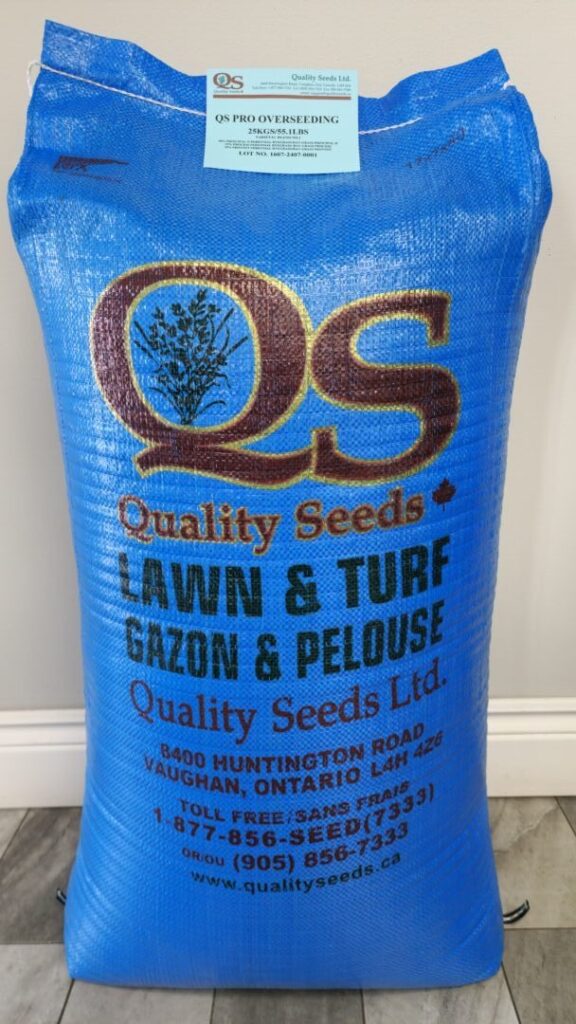 QS
Quality Seeds Ltd.
QS PRO OVERSEEDING
25KGS/55.1LBS
LOT NO. 1607-2407-0001
QS
Quality Seeds
LAWN & TURF
GAZON & PELOUSE
Quality Seeds Ltd.
8400 HUNTINGTON ROAD
VAUGHAN, ONTARIO L4H 4Z6
TOLL FREE/SANS FRAIS
1-877-856-SEED(7333)
OR/OU (905) 856-7333
www.qualityseeds.ca